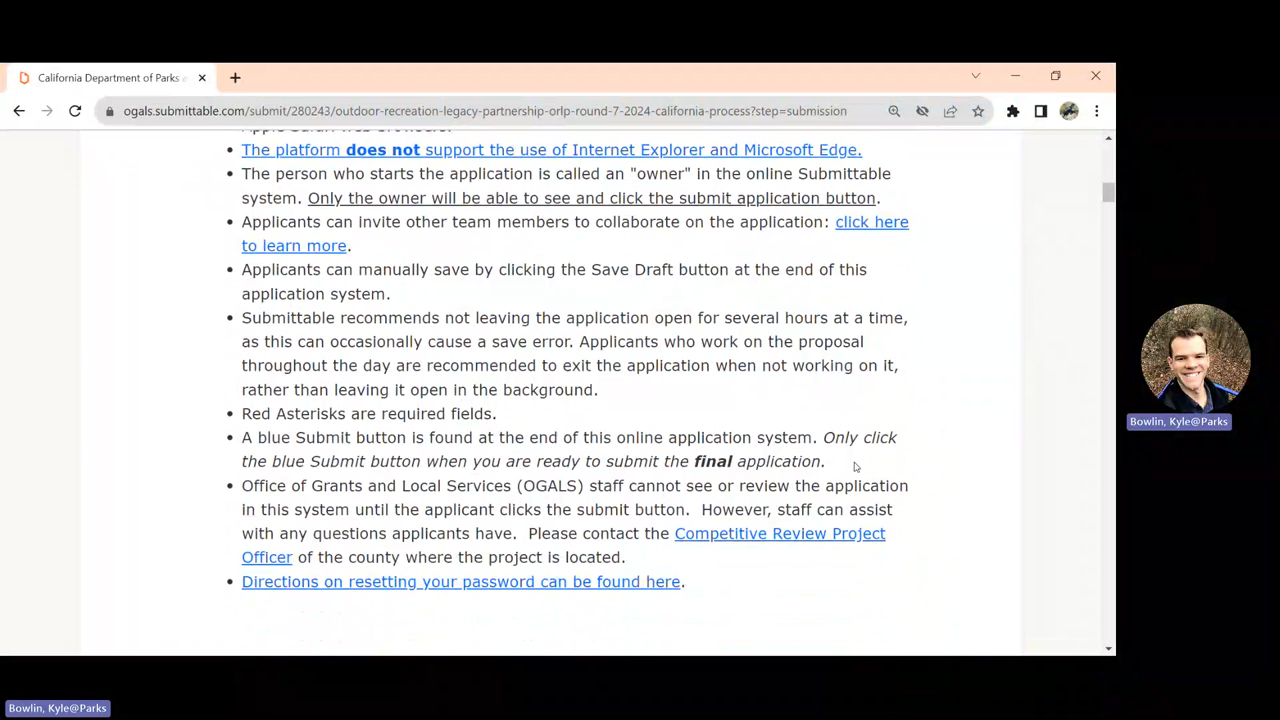 California Department of Parks a
ogals.submittable.com/submit/280243/outdoor-recreation-legacy-partnership-orlp-round-7-2024-california-process?step=submission
Apple Safari web browsers.
• The platform does not support the use of Internet Explorer and Microsoft Edge.
• The person who starts the application is called an "owner" in the online Submittable
system. Only the owner will be able to see and click the submit application button.
• Applicants can invite other team members to collaborate on the application: click here
to learn more.
• Applicants can manually save by clicking the Save Draft button at the end of this
application system.
• Submittable recommends not leaving the application open for several hours at a time,
as this can occasionally cause a save error. Applicants who work on the proposal
throughout the day are recommended to exit the application when not working on it,
rather than leaving it open in the background.
• Red Asterisks are required fields.
• A blue Submit button is found at the end of this online application system. Only click
the blue Submit button when you are ready to submit the final application.
• Office of Grants and Local Services (OGALS) staff cannot see or review the application
in this system until the applicant clicks the submit button.  However, staff can assist
with any questions applicants have.  Please contact the Competitive Review Project
Officer of the county where the project is located.
• Directions on resetting your password can be found here.
Bowlin, Kyle@Parks
Bowlin, Kyle@Parks